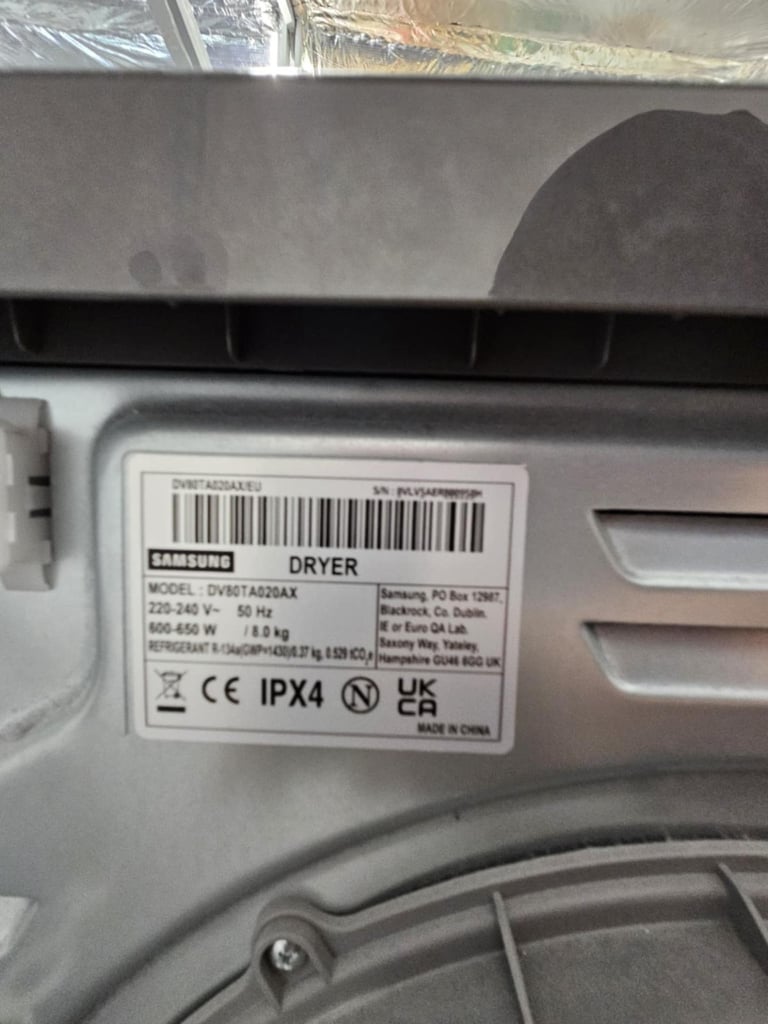 DV80TA020AX/EU
S/N :
SAMSUNG
DRYER
MODEL : DV80TA020AX
220-240 V~ 50 Hz
600-650 W / 8.0 kg
REFRIGERANT R-134a(GWP=1430)/0.37 kg, 0.529 tCO₂e
Samsung, PO Box 12987,
Blackrock, Co. Dublin.
IE or Euro QA Lab.
Saxony Way, Yateley,
Hampshire GU46 6GG UK
CE IPX4 N UK
CA
MADE IN CHINA